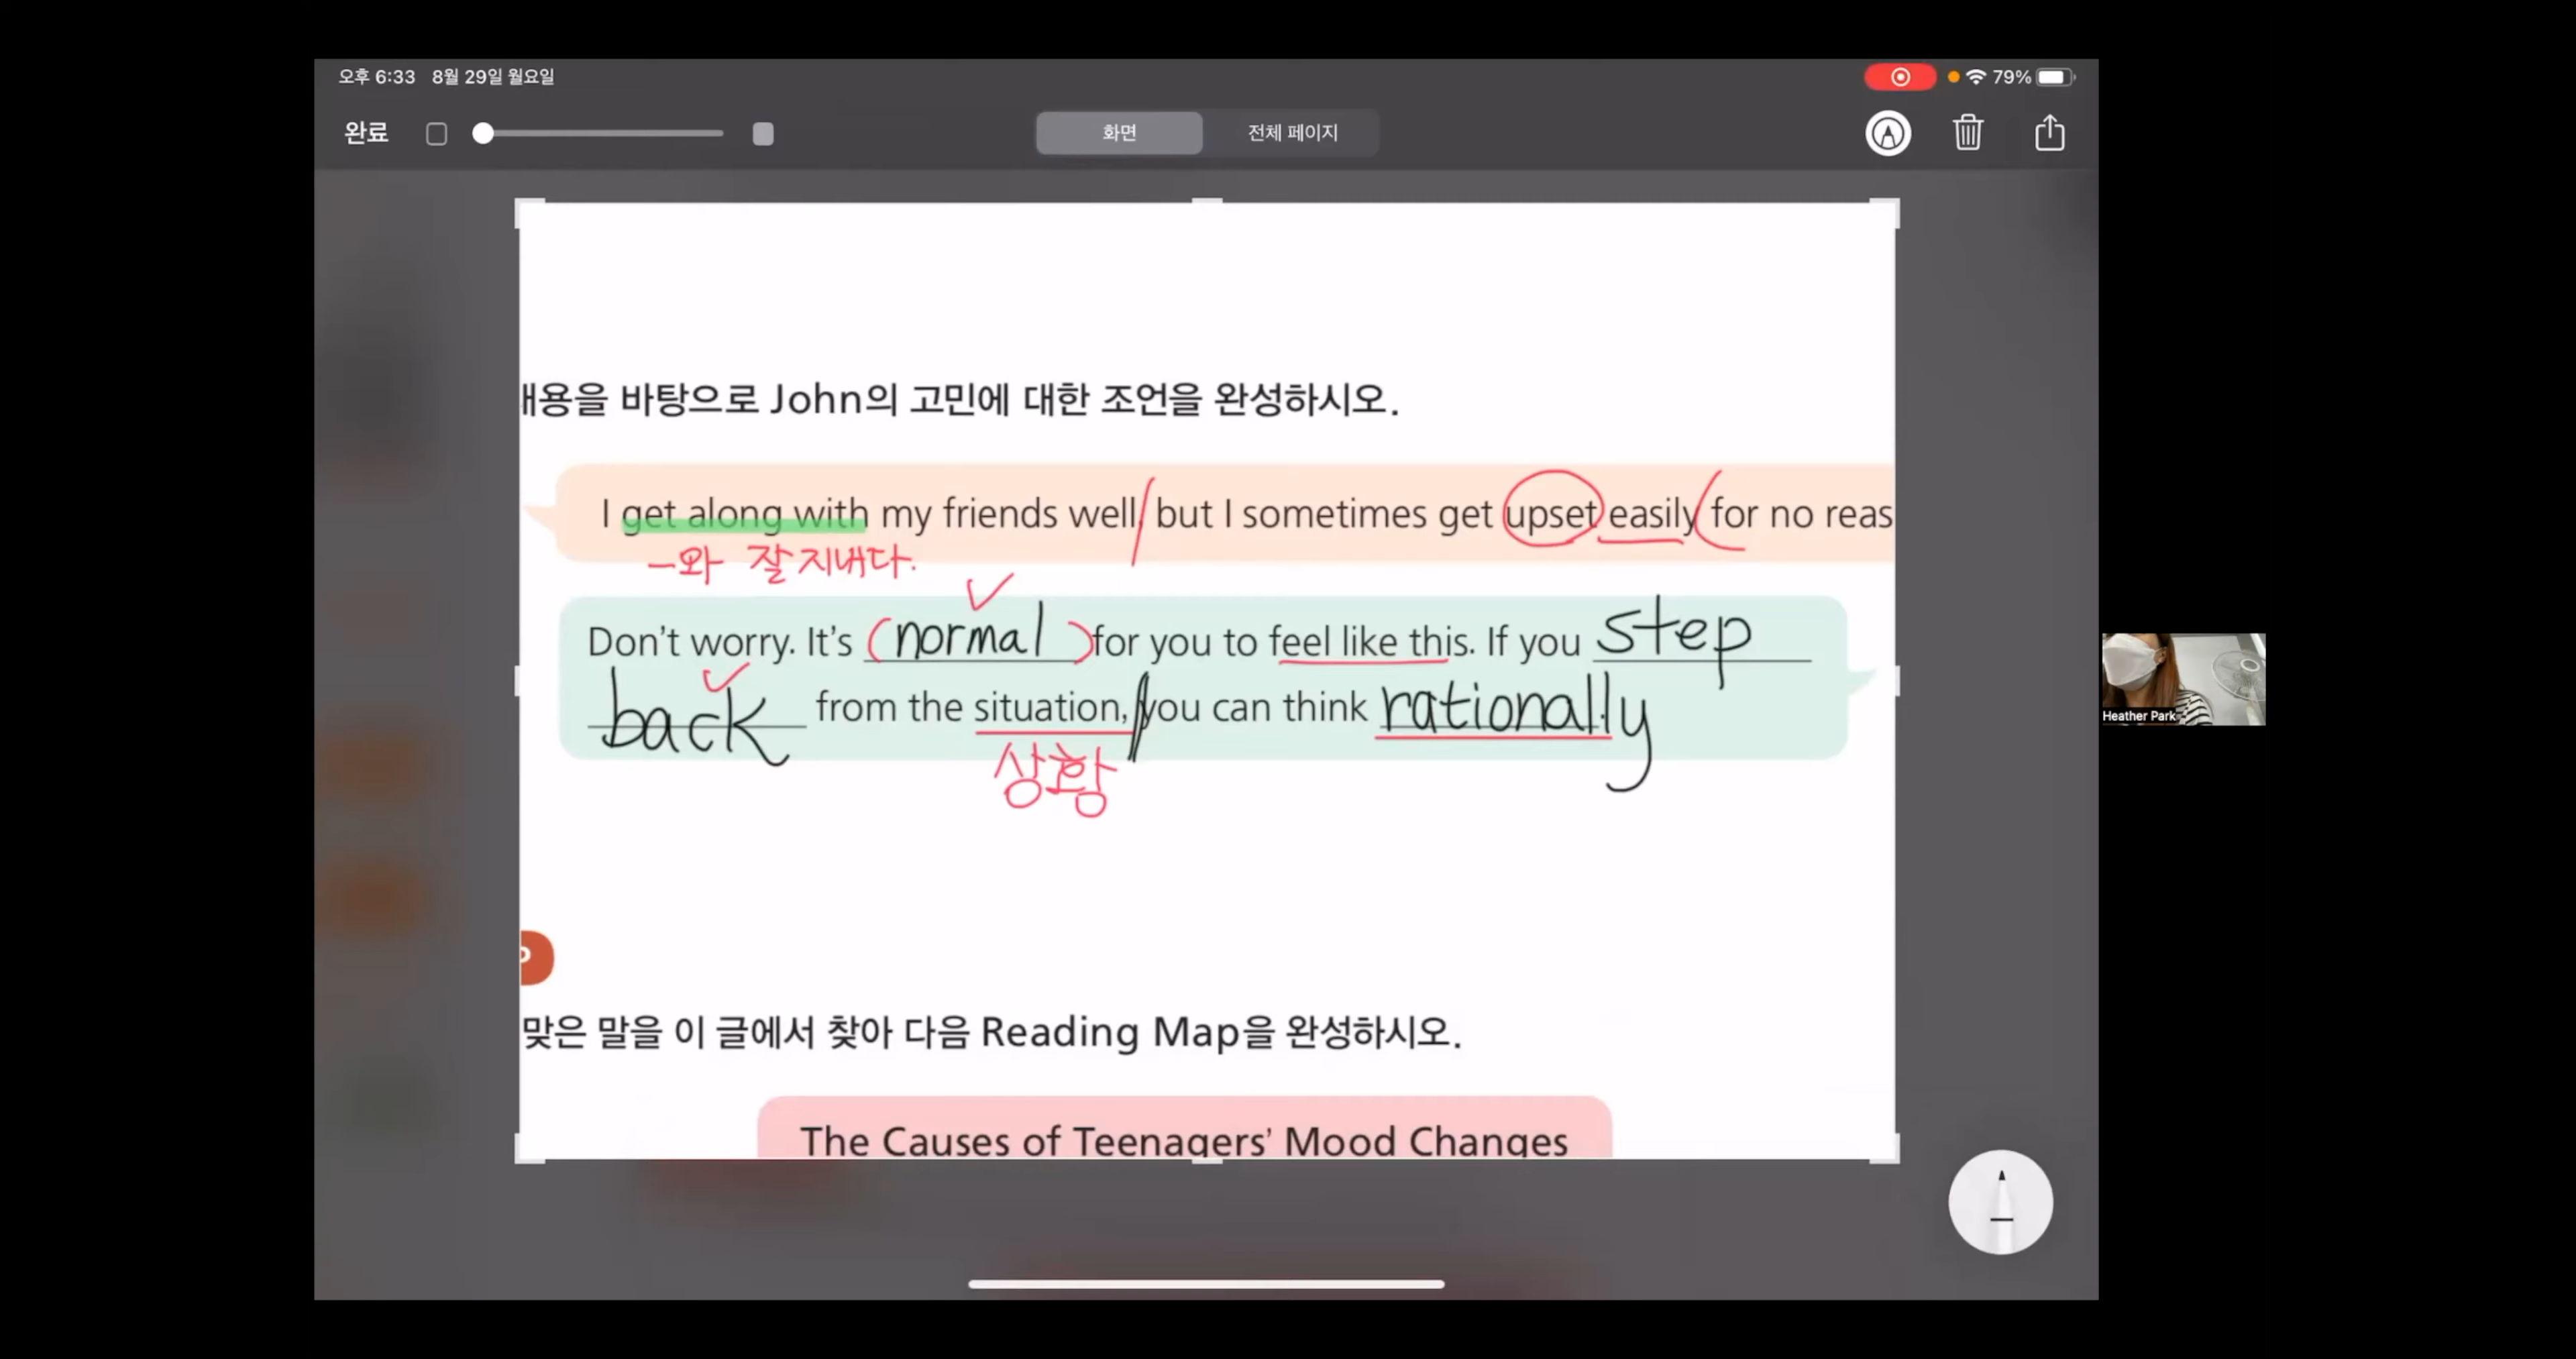 오후 6:33 8월 29일 월요일
79%
완료
화면
전체 페이지
내용을 바탕으로 John의 고민에 대한 조언을 완성하시오.
I get along with my friends well, but I sometimes get upset easily for no reas
~와 잘 지내다.
Don't worry. It's (normal) for you to feel like this. If you step
back from the situation, you can think rationally
상황
맞은 말을 이 글에서 찾아 다음 Reading Map을 완성하시오.
The Causes of Teenagers' Mood Changes
Heather Park